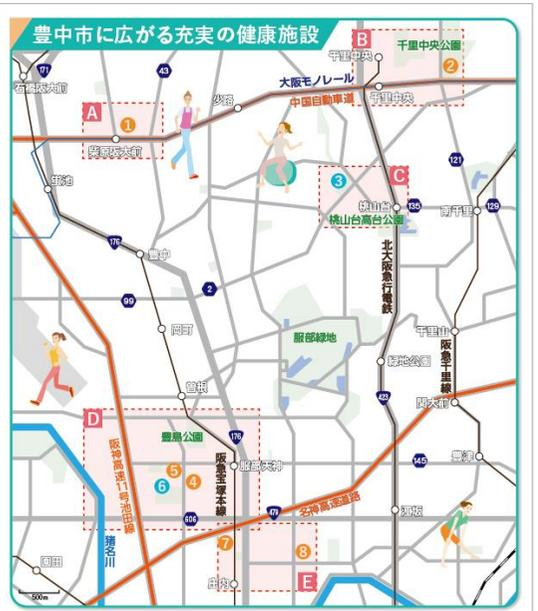 豊中市に広がる充実の健康施設
171
43
石橋阪大前
少路
大阪モノレール
中国自動車道
B
千里中央
千里中央公園
2
千里中央
A
1
柴原阪大前
蛍池
3
C
桃山台
135
桃山台高台公園
121
南千里
129
176
豊中
2
99
北大阪急行電鉄
岡町
服部緑地
千里山
阪急千里線
緑地公園
曽根
423
関大前
D
豊島公園
176
阪急宝塚本線
服部天神
5
6
4
阪神高速11号池田線
145
豊津
606
479
名神高速道路
江坂
猪名川
7
8
園田
庄内
E
500m